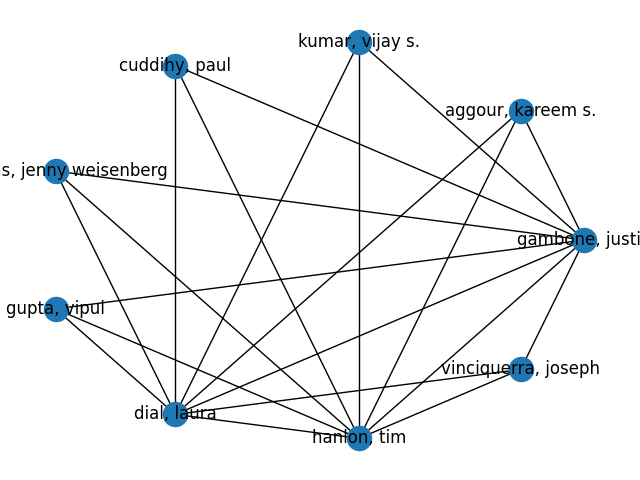 kumar, vijay s.
cuddihy, paul
aggour, kareem s.
s, jenny weisenberg
gambone, justi
gupta, vipul
vinciquerra, joseph
dial, laura
hanlon, tim